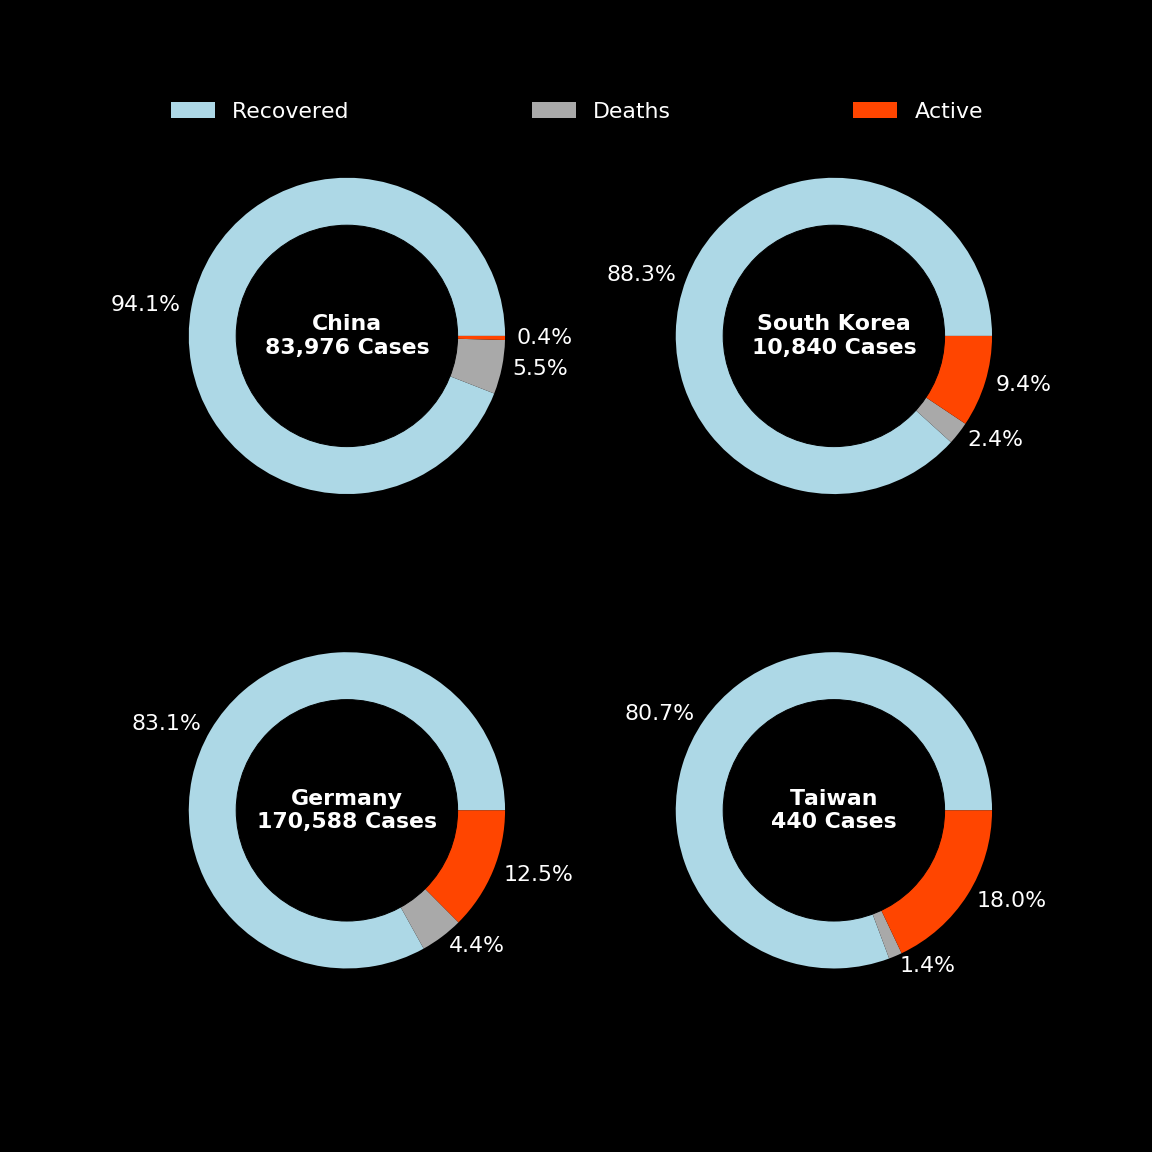 Recovered
Deaths
Active
94.1%
China
83,976 Cases
0.4%
5.5%
88.3%
South Korea
10,840 Cases
9.4%
2.4%
83.1%
Germany
170,588 Cases
12.5%
4.4%
80.7%
Taiwan
440 Cases
18.0%
1.4%